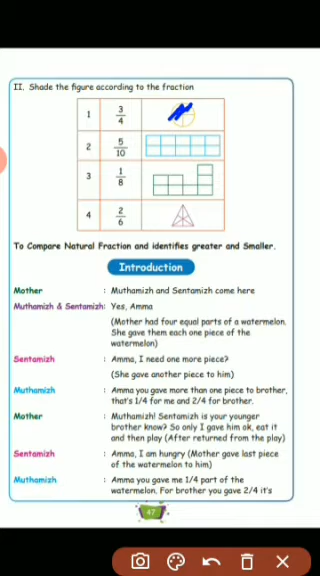 II. Shade the figure according to the fraction
1 3/4
2 5/10
3 1/8
4 2/6
To Compare Natural Fraction and identifies greater and Smaller.
Introduction
Mother : Muthamizh and Sentamizh come here
Muthamizh & Sentamizh: Yes, Amma
(Mother had four equal parts of a watermelon.
She gave them each one piece of the
watermelon)
Sentamizh : Amma, I need one more piece?
(She gave another piece to him)
Muthamizh : Amma you gave more than one piece to brother,
that's 1/4 for me and 2/4 for brother.
Mother : Muthamizh! Sentamizh is your younger
brother know? So only I gave him ok, eat it
and then play (After returned from the play)
Sentamizh : Amma, I am hungry (Mother gave last piece
of the watermelon to him)
Muthamizh : Amma you gave me 1/4 part of the
watermelon. For brother you gave 2/4 it's
47